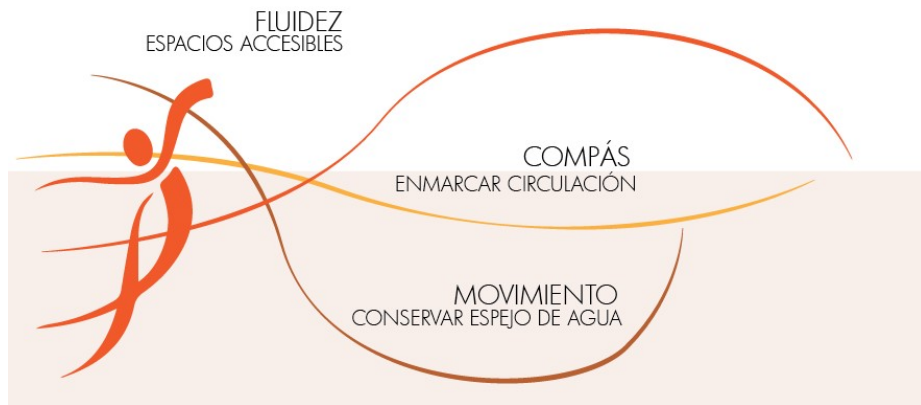 FLUIDEZ
ESPACIOS ACCESIBLES
COMPÁS
ENMARCAR CIRCULACIÓN
MOVIMIENTO
CONSERVAR ESPEJO DE AGUA